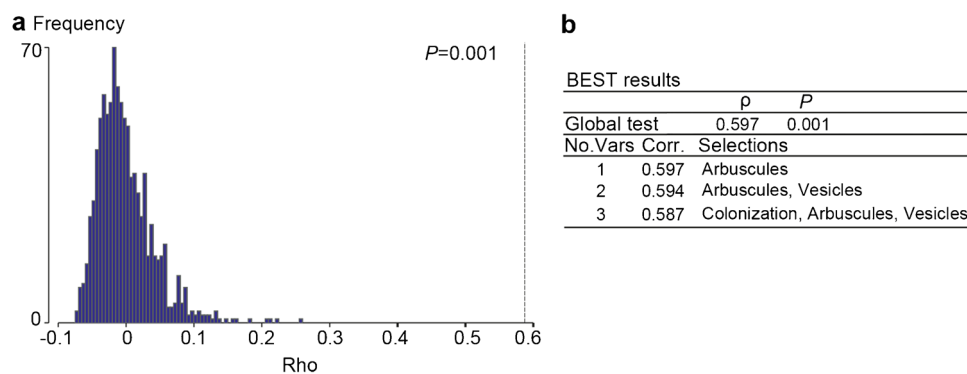 a Frequency
70
P=0.001
0
-0.1 0 0.1 0.2 0.3 0.4 0.5 0.6
Rho
b
BEST results
ρ P
Global test 0.597 0.001
No.Vars Corr. Selections
1 0.597 Arbuscules
2 0.594 Arbuscules, Vesicles
3 0.587 Colonization, Arbuscules, Vesicles